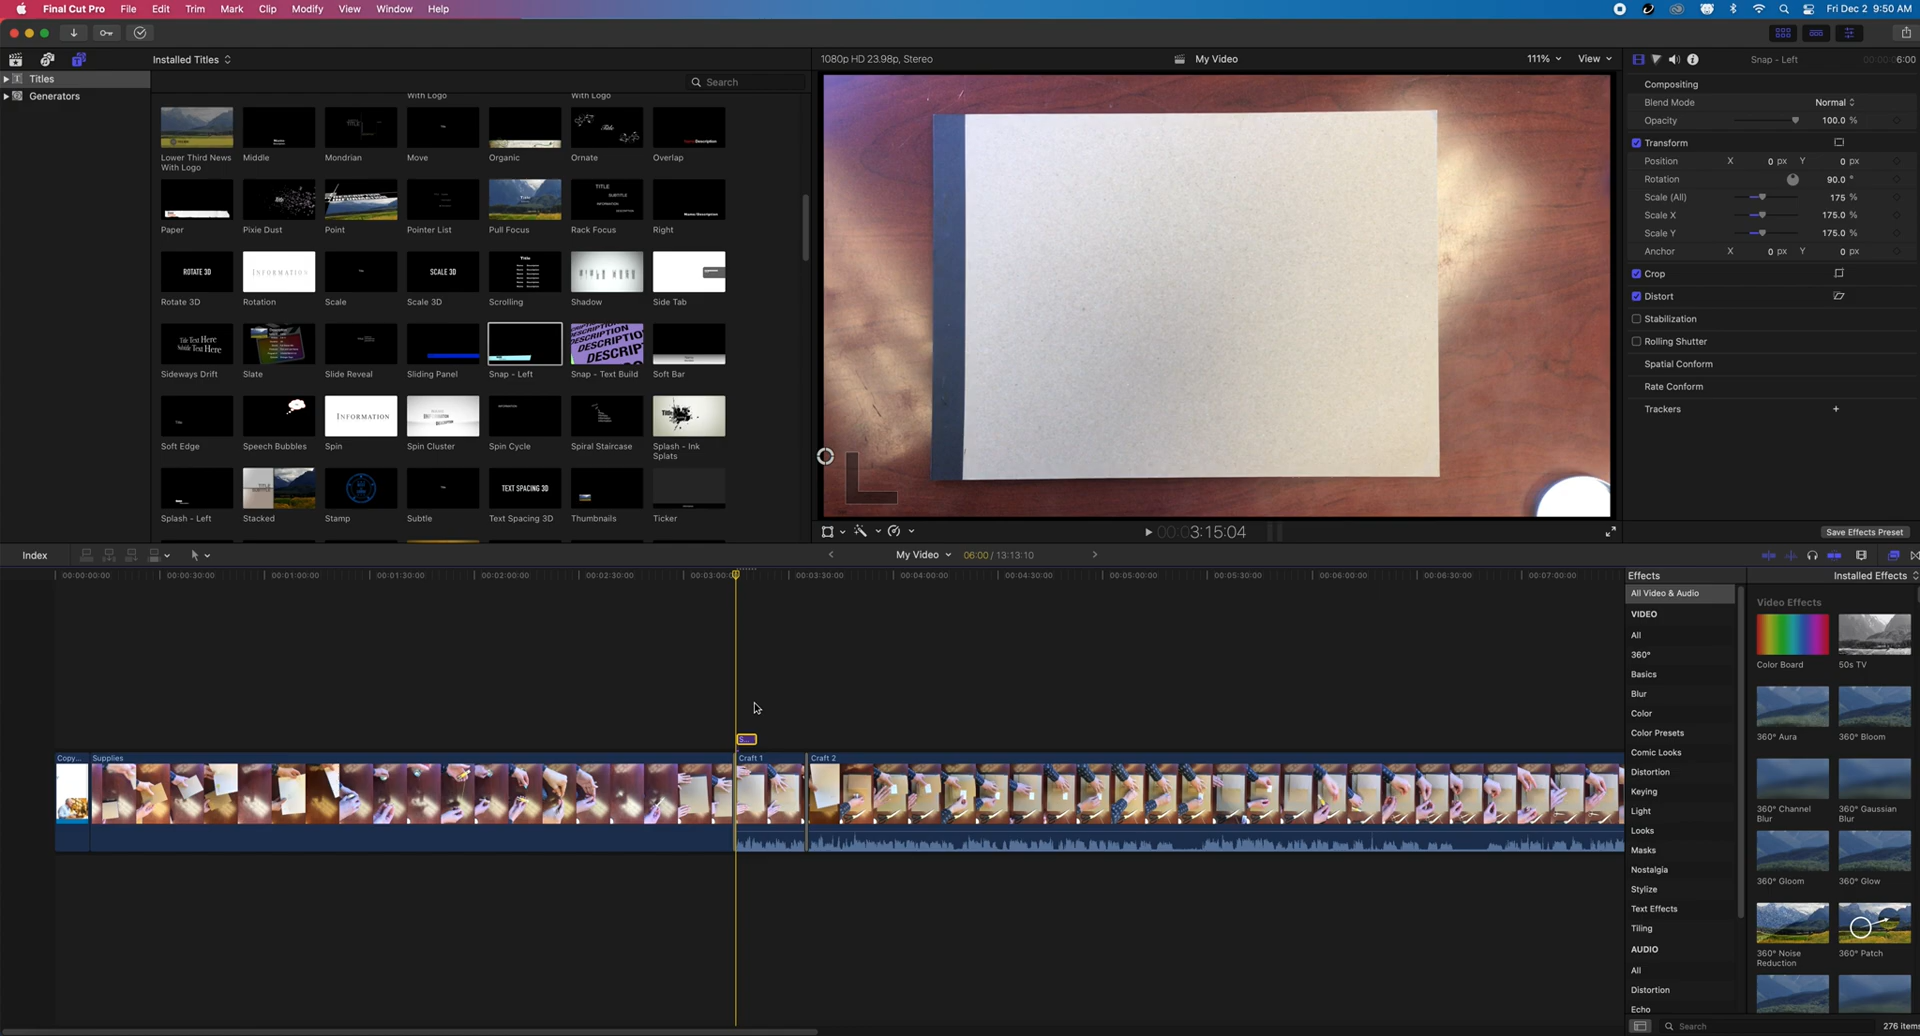 Final Cut Pro File Edit Trim Mark Clip Modify View Window Help Fri Dec 2 9:50 AM
Installed Titles
Titles
Generators
Search
With Logo With Logo
Lower Third News With Logo Middle Mondrian Move Organic Ornate Overlap
Paper Pixie Dust Point Pointer List Pull Focus Rack Focus Right
ROTATE 3D INFORMATION SCALE 3D
Rotate 3D Rotation Scale Scale 3D Scrolling Shadow Side Tab
Title Text Here
Subtitle Text Here
DESCRIPTION
Sideways Drift Slate Slide Reveal Sliding Panel Snap - Left Snap - Text Build Soft Bar
INFORMATION
Soft Edge Speech Bubbles Spin Spin Cluster Spin Cycle Spiral Staircase Splash - Ink Splats
TEXT SPACING 3D
Splash - Left Stacked Stamp Subtle Text Spacing 3D Thumbnails Ticker
1080p HD 23.98p, Stereo My Video 111% View
00:00 3:15:04
Snap - Left 00:00:06:00
Compositing
Blend Mode Normal
Opacity 100.0 %
Transform
Position X 0 px Y 0 px
Rotation 90.0 °
Scale (All) 175 %
Scale X 175.0 %
Scale Y 175.0 %
Anchor X 0 px Y 0 px
Crop
Distort
Stabilization
Rolling Shutter
Spatial Conform
Rate Conform
Trackers +
Save Effects Preset
Index My Video 06:00 / 13:13:10
00:00:00:00 00:00:30:00 00:01:00:00 00:01:30:00 00:02:00:00 00:02:30:00 00:03:00:00 00:03:30:00 00:04:00:00 00:04:30:00 00:05:00:00 00:05:30:00 00:06:00:00 00:06:30:00 00:07:00:00
S...
Copy... Supplies Craft 1 Craft 2
Effects Installed Effects
All Video & Audio
VIDEO
All
360°
Basics
Blur
Color
Color Presets
Comic Looks
Distortion
Keying
Light
Looks
Masks
Nostalgia
Stylize
Text Effects
Tiling
AUDIO
All
Distortion
Echo
Video Effects
Color Board 50s TV
360° Aura 360° Bloom
360° Channel Blur 360° Gaussian Blur
360° Gloom 360° Glow
360° Noise Reduction 360° Patch
Search 276 items